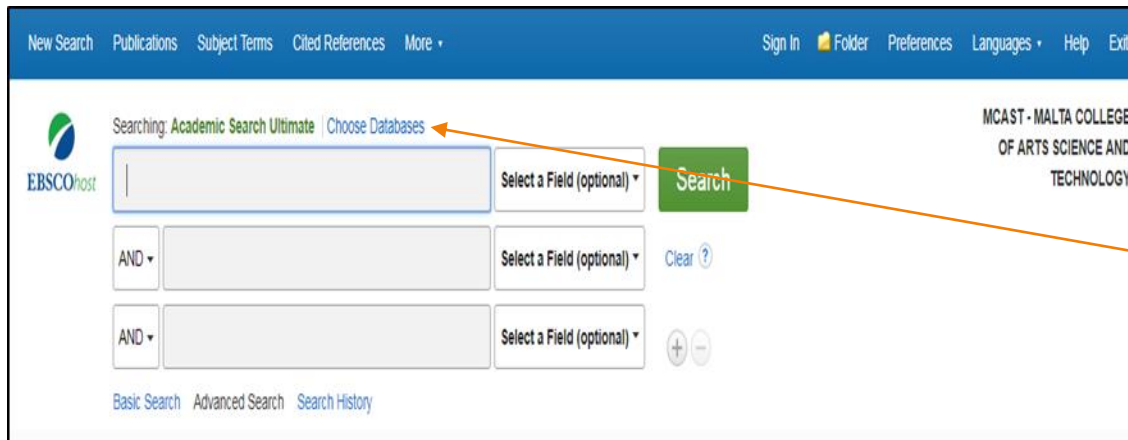 New Search Publications Subject Terms Cited References More Sign In Folder Preferences Languages Help Exit
Searching: Academic Search Ultimate | Choose Databases
MCAST - MALTA COLLEGE
OF ARTS SCIENCE AND
TECHNOLOGY
EBSCOhost
Select a Field (optional) Search
AND Select a Field (optional) Clear ?
AND Select a Field (optional) + -
Basic Search Advanced Search Search History